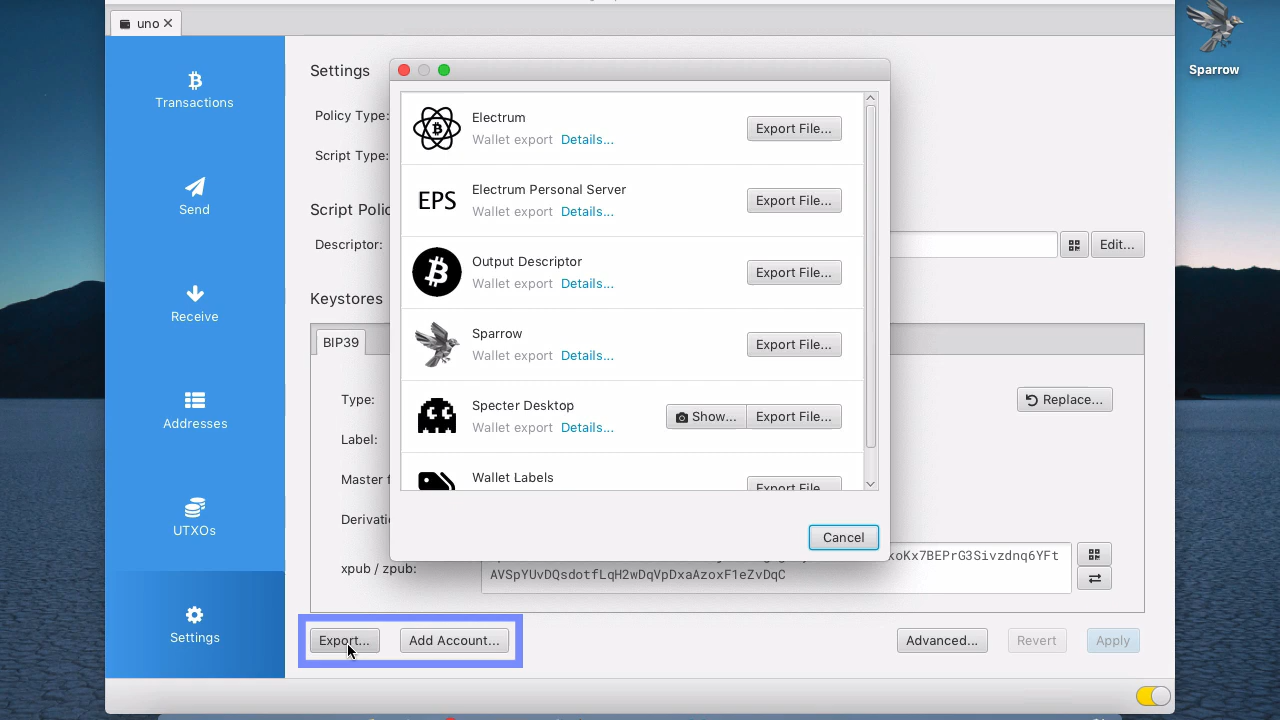 uno
Sparrow
Transactions
Send
Receive
Addresses
UTXOs
Settings
Settings
Policy Type:
Script Type:
Script Polic
Descriptor:
Edit...
Keystores
BIP39
Type:
Replace...
Label:
Master f
Derivati
xpub / zpub:
koKx7BEPrG3Sivzdnq6YFt
AVSpYUvDQsdotfLqH2wDqVpDxaAzoxF1eZvDqC
Electrum
Wallet export Details...
Export File...
EPS
Electrum Personal Server
Wallet export Details...
Export File...
Output Descriptor
Wallet export Details...
Export File...
Sparrow
Wallet export Details...
Export File...
Specter Desktop
Wallet export Details...
Show... Export File...
Wallet Labels
Export File...
Cancel
Export... Add Account...
Advanced... Revert Apply